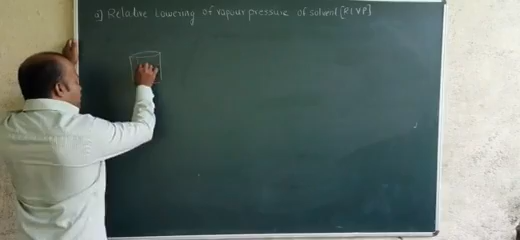 a] Relative Lowering of vapour pressure of solvent [RLVP]